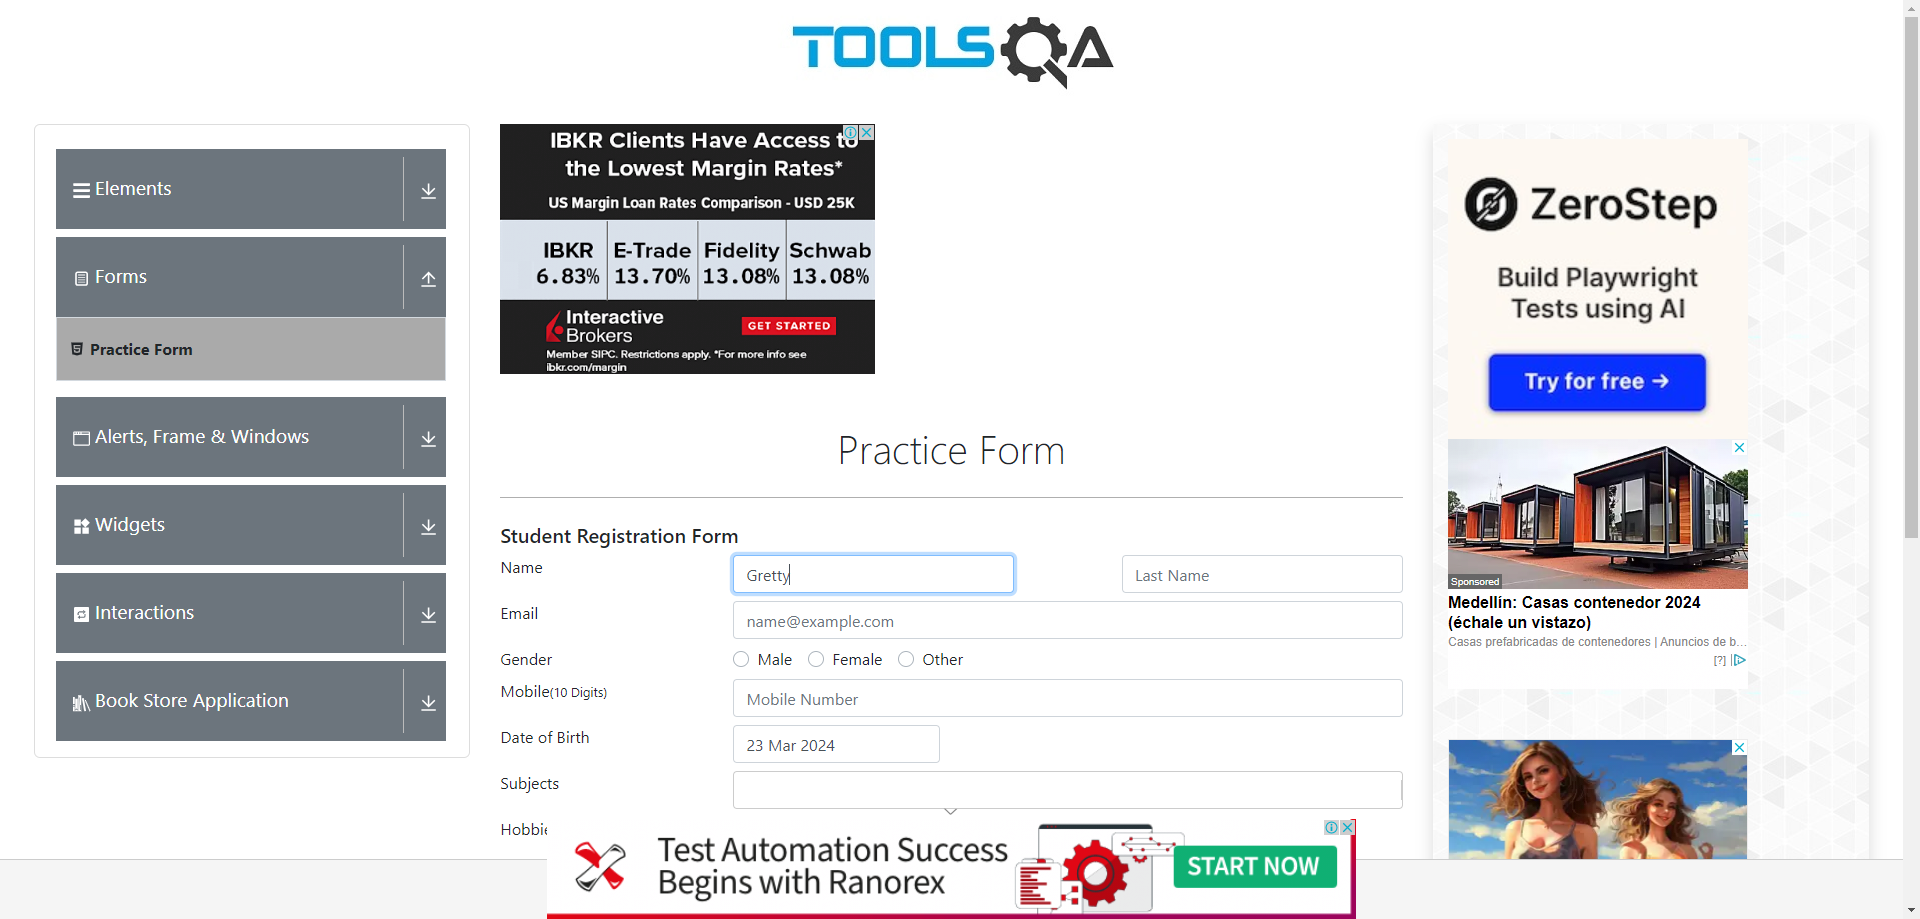 TOOLSQA
Elements
Forms
Practice Form
Alerts, Frame & Windows
Widgets
Interactions
Book Store Application
IBKR Clients Have Access to
the Lowest Margin Rates*
US Margin Loan Rates Comparison - USD 25K
IBKR E-Trade Fidelity Schwab
6.83% 13.70% 13.08% 13.08%
Interactive
Brokers
GET STARTED
Member SIPC. Restrictions apply. *For more info see
ibkr.com/margin
Practice Form
Student Registration Form
Name Gretty Last Name
Email name@example.com
Gender Male Female Other
Mobile(10 Digits) Mobile Number
Date of Birth 23 Mar 2024
Subjects
Hobbie
Test Automation Success
Begins with Ranorex
START NOW
ZeroStep
Build Playwright
Tests using AI
Try for free →
Sponsored
Medellín: Casas contenedor 2024
(échale un vistazo)
Casas prefabricadas de contenedores | Anuncios de b...
[?]